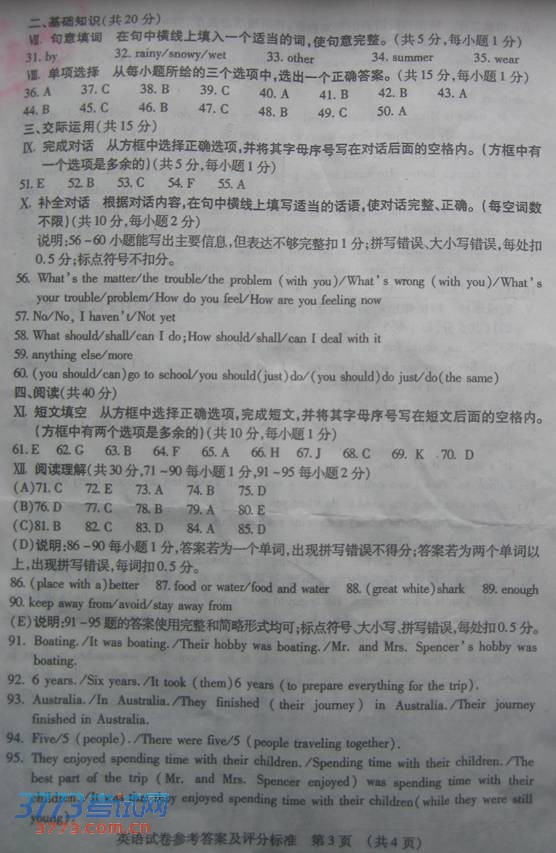 二、基础知识(共20分)
Ⅶ. 句意填词 在句中横线上填入一个适当的词,使句意完整。(共5分,每小题1分)
31. by 32. rainy/snowy/wet 33. other 34. summer 35. wear
Ⅷ. 单项选择 从每小题所给的三个选项中,选出一个正确答案。(共15分,每小题1分)
36. A 37. C 38. B 39. C 40. A 41. B 42. B 43. A
44. B 45. C 46. B 47. C 48. B 49. C 50. A
三、交际运用(共15分)
Ⅸ. 完成对话 从方框中选择正确选项,并将其字母序号写在对话后面的空格内。(方框中有
一个选项是多余的)(共5分,每小题1分)
51. E 52. B 53. C 54. F 55. A
Ⅹ. 补全对话 根据对话内容,在句中横线上填写适当的话语,使对话完整、正确。(每空词数
不限)(共10分,每小题2分)
说明:56-60小题能写出主要信息,但表达不够完整扣1分;拼写错误、大小写错误,每处扣
0.5分;标点符号不扣分。
56. What's the matter/the trouble/the problem (with you)/What's wrong (with you)/What's
your trouble/problem/How do you feel/How are you feeling now
57. No/No, I haven't/Not yet
58. What should/shall/can I do;How should/shall/can I deal with it
59. anything else/more
60. (you should/can)go to school/you should(just)do/(you should)do just/do(the same)
四、阅读(共40分)
Ⅺ. 短文填空 从方框中选择正确选项,完成短文,并将其字母序号写在短文后面的空格内。
(方框中有两个选项是多余的)(共10分,每小题1分)
61. E 62. G 63. B 64. F 65. A 66. H 67. J 68. C 69. K 70. D
Ⅻ. 阅读理解(共30分,71~90每小题1分,91~95每小题2分)
(A)71. C 72. E 73. A 74. B 75. D
(B)76. D 77. C 78. B 79. A 80. E
(C)81. B 82. C 83. D 84. A 85. D
(D)说明:86-90每小题1分,答案若为一个单词,出现拼写错误不得分;答案若为两个单词以
上,出现拼写错误,每词扣0.5分。
86. (place with a)better 87. food or water/food and water 88. (great white)shark 89. enough
90. keep away from/avoid/stay away from
(E)说明:91-95题的答案使用完整和简略形式均可;标点符号、大小写、拼写错误,每处扣0.5分。
91. Boating. /It was boating. /Their hobby was boating. /Mr. and Mrs. Spencer's hobby was
boating.
92. 6 years. /Six years. /It took (them)6 years (to prepare everything for the trip).
93. Australia. /In Australia. /They finished (their journey) in Australia. /Their journey
finished in Australia.
94. Five/5 (people). /There were five/5 (people traveling together).
95. They enjoyed spending time with their children. /Spending time with their children. /The
best part of the trip (Mr. and Mrs. Spencer enjoyed) was spending time with their
children. /It was they enjoyed spending time with their children(while they were still
young).
3773考试网
www.3773.com.cn
英语试卷参考答案及评分标准 第3页 (共4页)